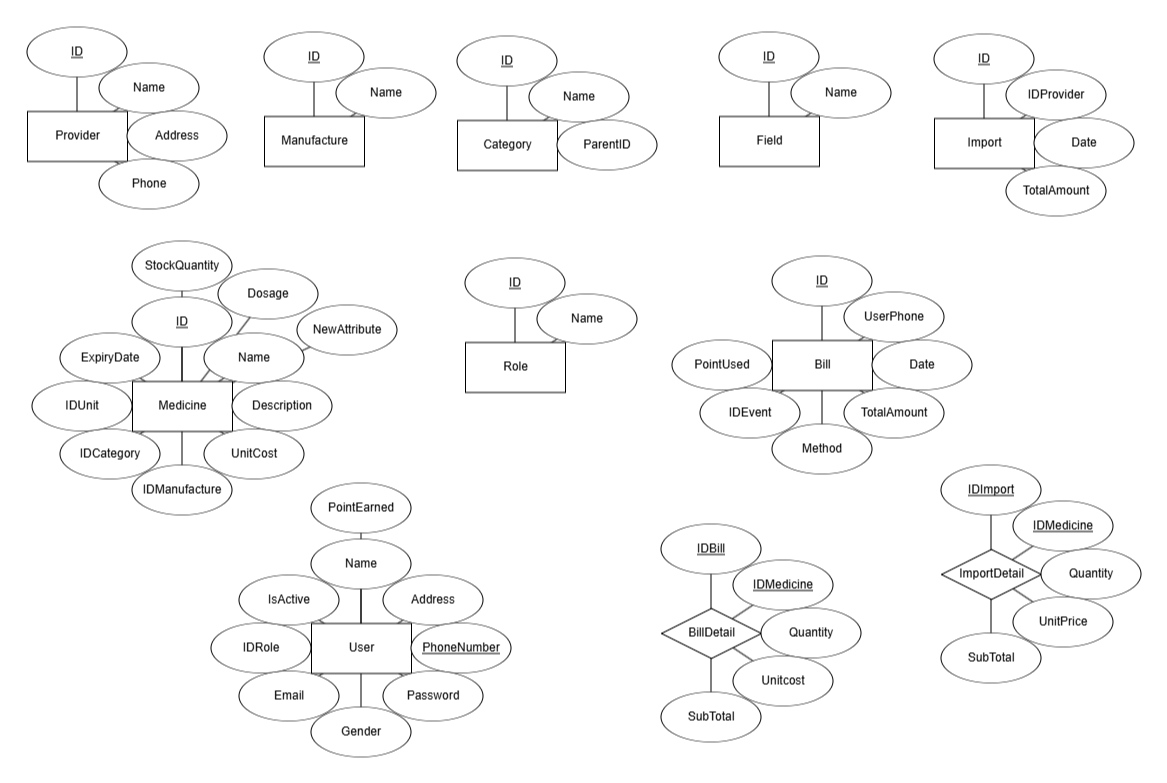 ID
Name
Provider
Address
Phone
ID
Name
Manufacture
ID
Name
Category
ParentID
ID
Name
Field
ID
IDProvider
Import
Date
TotalAmount
StockQuantity
Dosage
ID
NewAttribute
ExpiryDate
Name
IDUnit
Medicine
Description
IDCategory
UnitCost
IDManufacture
ID
Name
Role
ID
UserPhone
PointUsed
Bill
Date
IDEvent
TotalAmount
Method
PointEarned
Name
IsActive
Address
IDRole
User
PhoneNumber
Email
Password
Gender
IDBill
IDMedicine
BillDetail
Quantity
Unitcost
SubTotal
IDImport
IDMedicine
ImportDetail
Quantity
UnitPrice
SubTotal